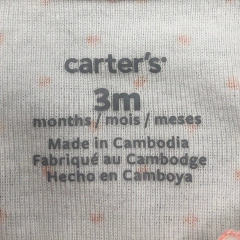 carter's
3m
months / mois / meses
Made in Cambodia
Fabriqué au Cambodge
Hecho en Camboya